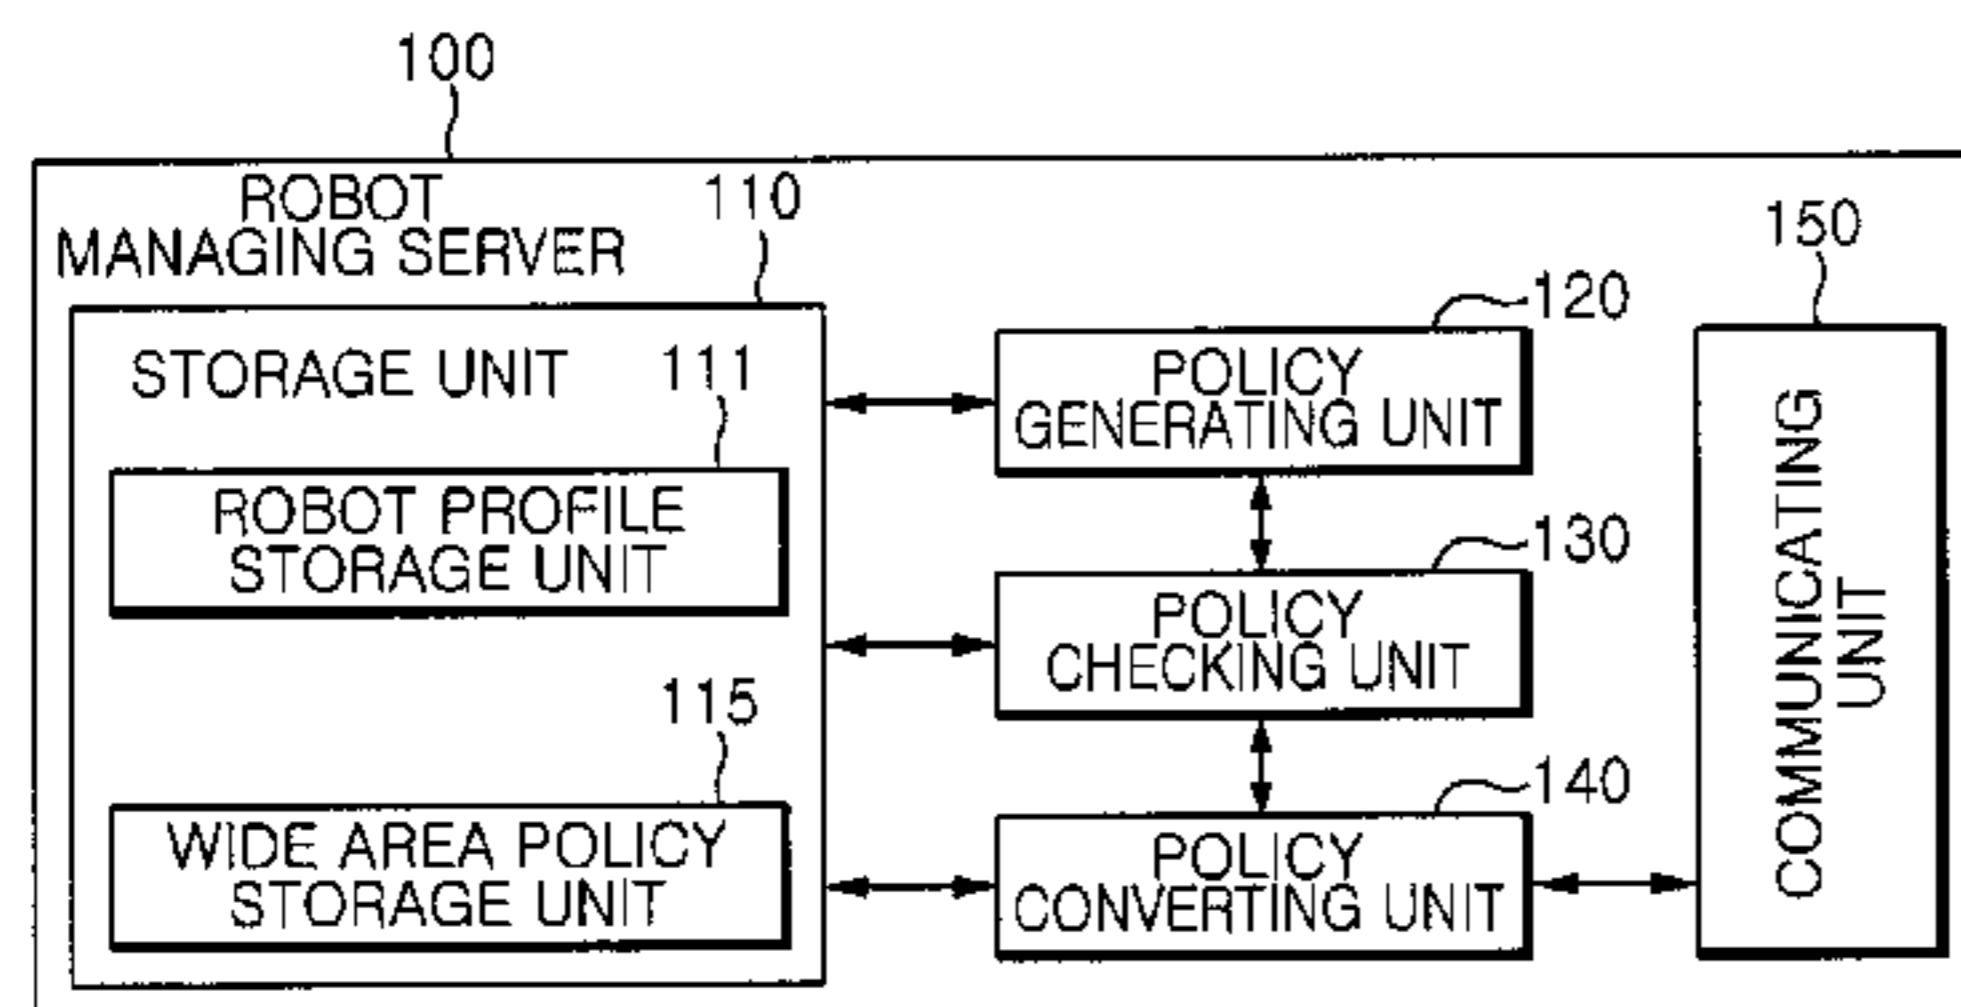 100
ROBOT
MANAGING SERVER
110
150
STORAGE UNIT
111
120
POLICY
GENERATING UNIT
ROBOT PROFILE
STORAGE UNIT
130
POLICY
CHECKING UNIT
COMMUNICATING
UNIT
115
WIDE AREA POLICY
STORAGE UNIT
140
POLICY
CONVERTING UNIT